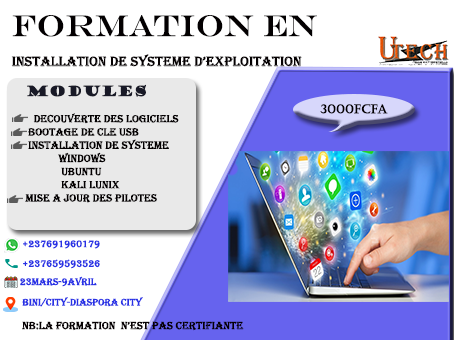 FORMATION EN
INSTALLATION DE SYSTEME D'EXPLOITATION
UTECH
MODULES
3000FCFA
DECOUVERTE DES LOGICIELS
BOOTAGE DE CLE USB
INSTALLATION DE SYSTEME
WINDOWS
UBUNTU
KALI LUNIX
MISE A JOUR DES PILOTES
+237691960179
+237659593526
23MARS-9AVRIL
BINI/CITY-DIASPORA CITY
NB:LA FORMATION N'EST PAS CERTIFIANTE